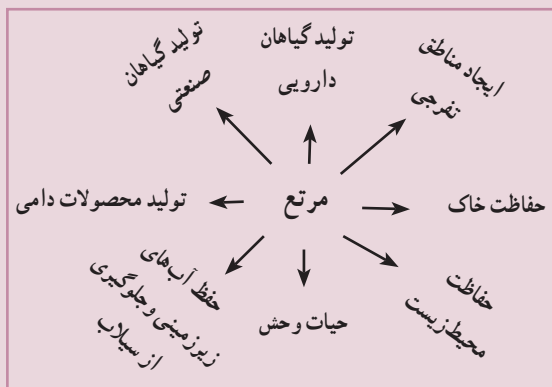 تولید گیاهان
صنعتی
تولید گیاهان
دارویی
ایجاد مناطق
تفرجی
تولید محصولات دامی
مرتع
حفاظت خاک
حفظ آب‌های
زیرزمینی و جلوگیری
از سیلاب
حیات وحش
حفاظت
محیط زیست